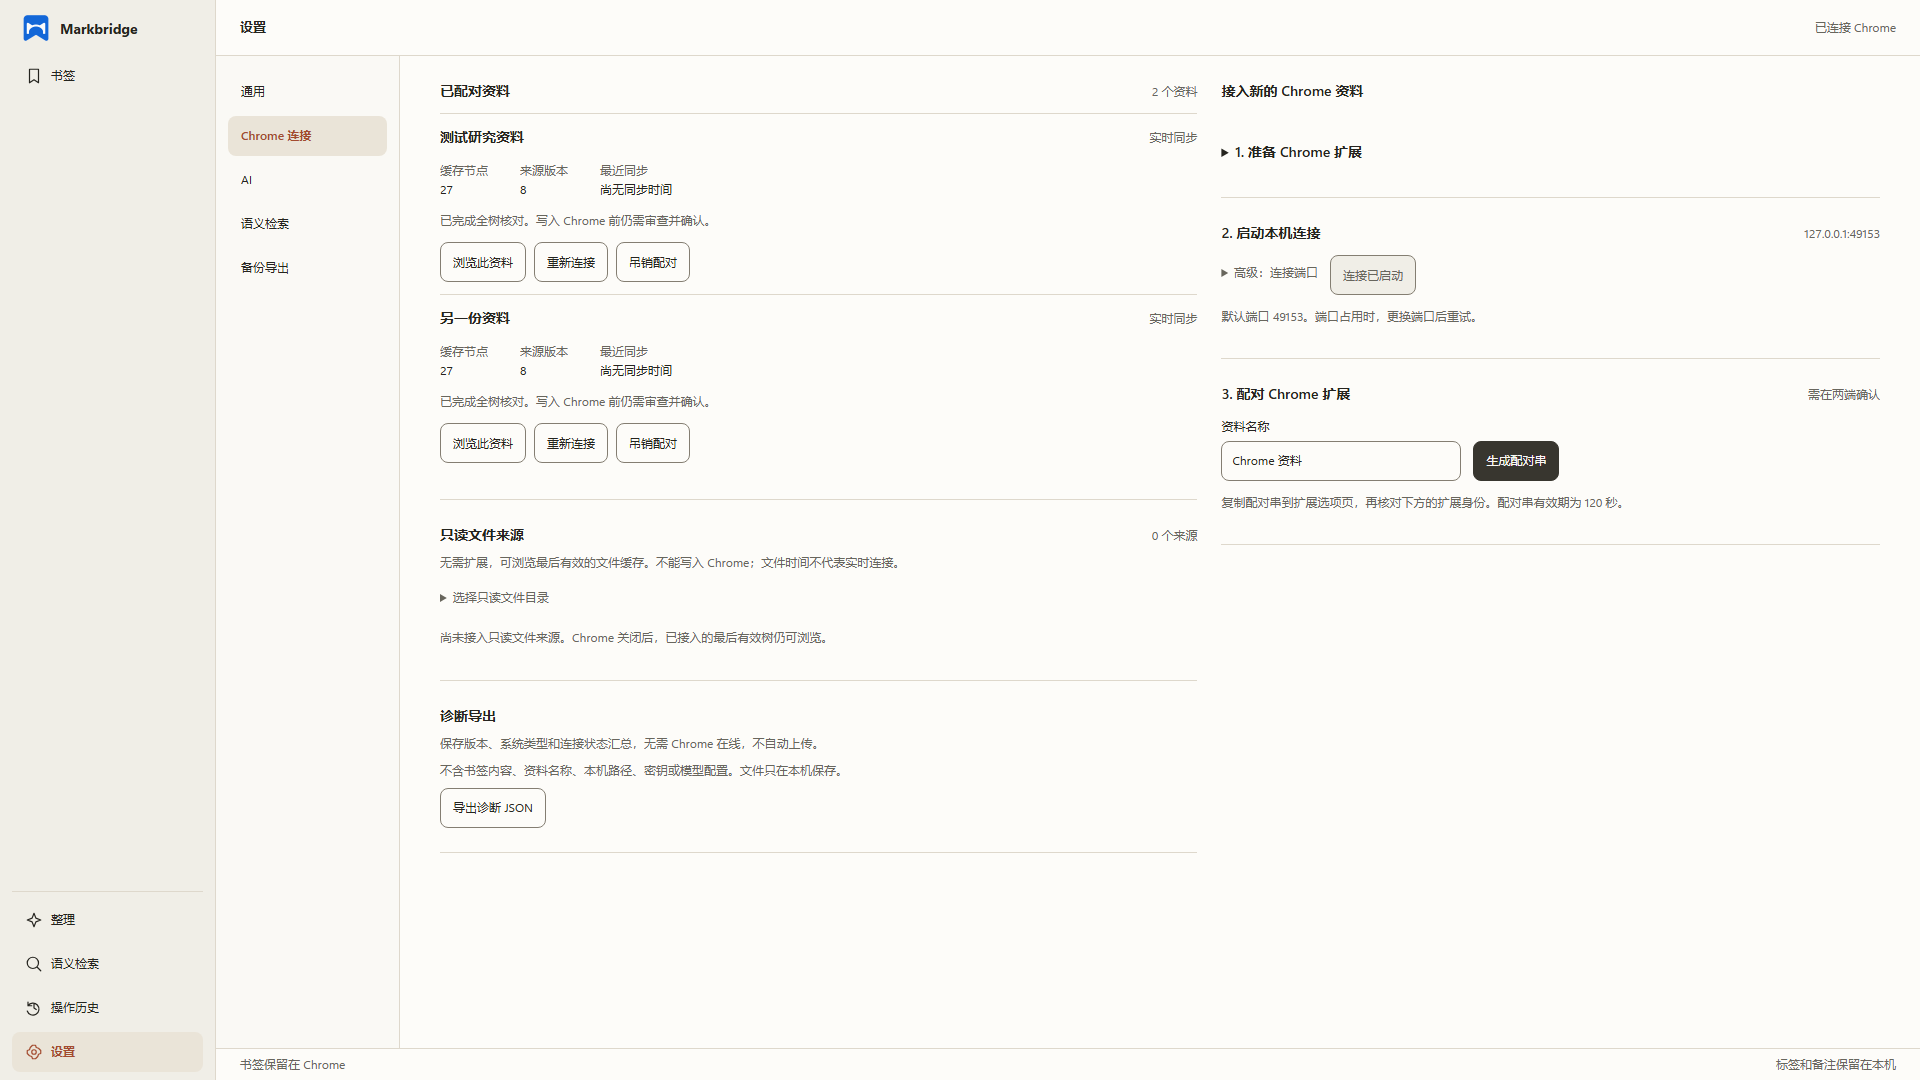 Markbridge
书签
整理
语义检索
操作历史
设置
设置
已连接 Chrome
通用
Chrome 连接
AI
语义检索
备份导出
已配对资料
2 个资料
测试研究资料
实时同步
缓存节点 来源版本 最近同步
27 8 尚无同步时间
已完成全树核对。写入 Chrome 前仍需审查并确认。
浏览此资料 重新连接 吊销配对
另一份资料
实时同步
缓存节点 来源版本 最近同步
27 8 尚无同步时间
已完成全树核对。写入 Chrome 前仍需审查并确认。
浏览此资料 重新连接 吊销配对
只读文件来源
0 个来源
无需扩展，可浏览最后有效的文件缓存。不能写入 Chrome；文件时间不代表实时连接。
选择只读文件目录
尚未接入只读文件来源。Chrome 关闭后，已接入的最后有效树仍可浏览。
诊断导出
保存版本、系统类型和连接状态汇总，无需 Chrome 在线，不自动上传。
不含书签内容、资料名称、本机路径、密钥或模型配置。文件只在本机保存。
导出诊断 JSON
接入新的 Chrome 资料
1. 准备 Chrome 扩展
2. 启动本机连接
127.0.0.1:49153
高级：连接端口 连接已启动
默认端口 49153。端口占用时，更换端口后重试。
3. 配对 Chrome 扩展
需在两端确认
资料名称
Chrome 资料 生成配对串
复制配对串到扩展选项页，再核对下方的扩展身份。配对串有效期为 120 秒。
书签保留在 Chrome
标签和备注保留在本机